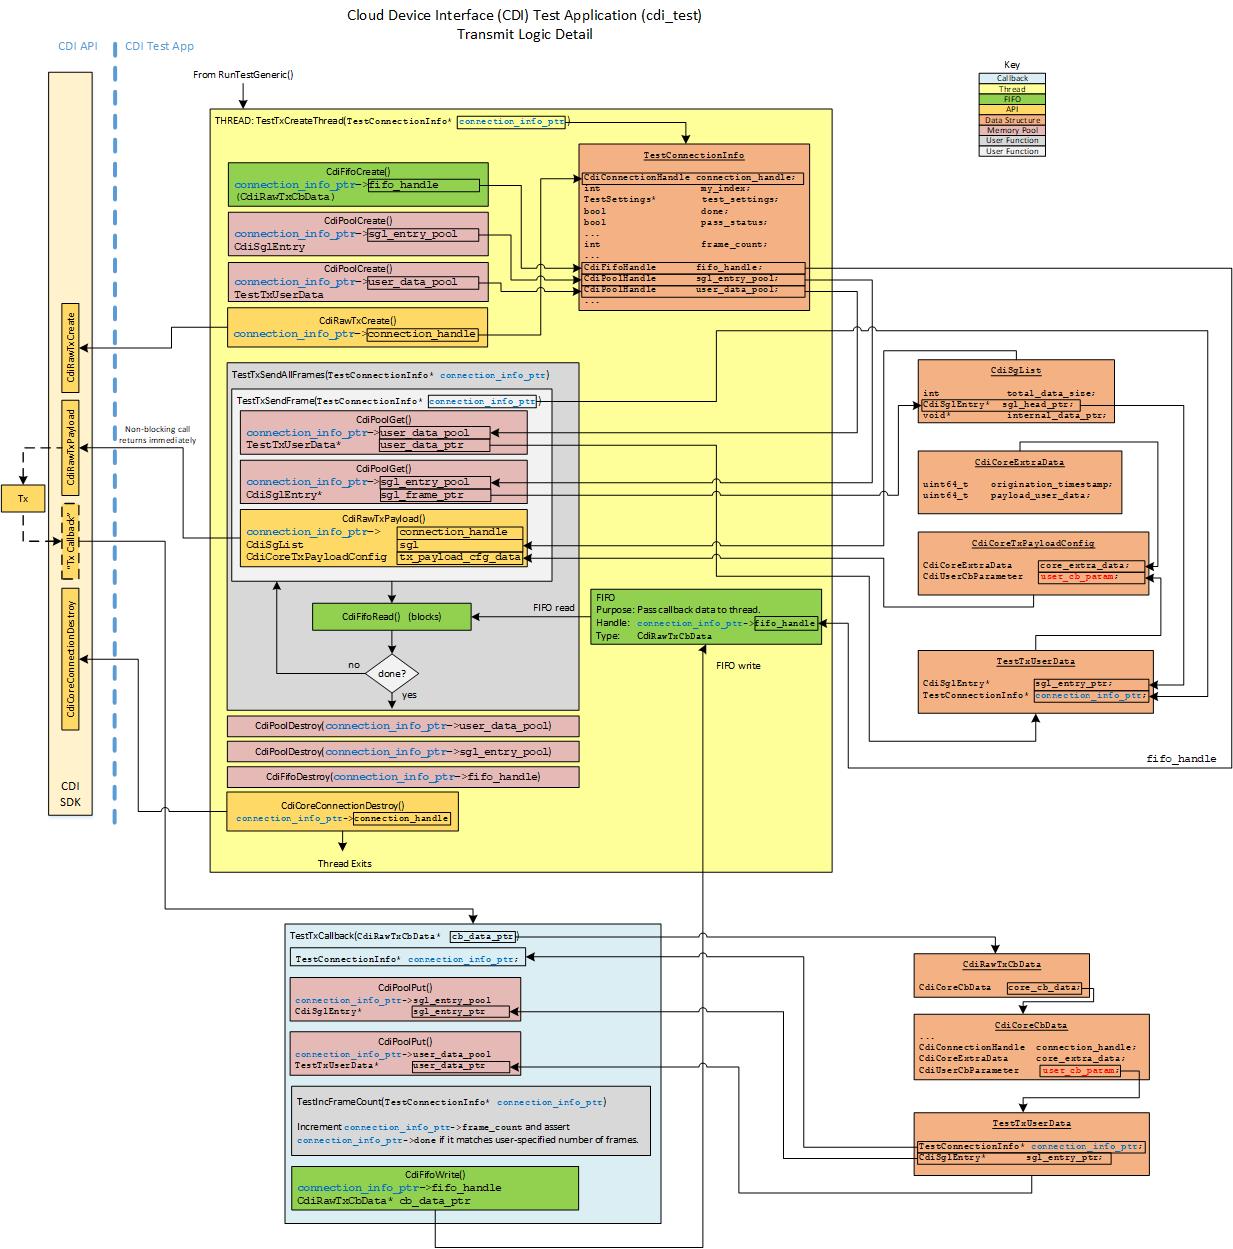 Cloud Device Interface (CDI) Test Application (cdi_test)
Transmit Logic Detail
CDI API
CDI Test App
Key
Callback
Thread
FIFO
API
Data Structure
Memory Pool
User Function
User Function
From RunTestGeneric()
THREAD: TestTxCreateThread(TestConnectionInfo* connection_info_ptr)
TestConnectionInfo
CdiConnectionHandle connection_handle;
int my_index;
TestSettings* test_settings;
bool done;
bool pass_status;
...
int frame_count;
...
CdiFifoHandle fifo_handle;
CdiPoolHandle sgl_entry_pool;
CdiPoolHandle user_data_pool;
...
CdiFifoCreate()
connection_info_ptr->fifo_handle
(CdiRawTxCbData)
CdiPoolCreate()
connection_info_ptr->sgl_entry_pool
CdiSglEntry
CdiPoolCreate()
connection_info_ptr->user_data_pool
TestTxUserData
CdiRawTxCreate()
connection_info_ptr->connection_handle
CdiRawTxCreate
CdiRawTxPayload
Non-blocking call
returns immediately
Tx
"Tx Callback"
CdiCoreConnectionDestroy
CDI
SDK
TestTxSendAllFrames(TestConnectionInfo* connection_info_ptr)
TestTxSendFrame(TestConnectionInfo* connection_info_ptr)
CdiPoolGet()
connection_info_ptr->user_data_pool
TestTxUserData* user_data_ptr
CdiPoolGet()
connection_info_ptr->sgl_entry_pool
CdiSglEntry* sgl_frame_ptr
CdiRawTxPayload()
connection_info_ptr-> connection_handle
CdiSgList sgl
CdiCoreTxPayloadConfig tx_payload_cfg_data
CdiFifoRead() (blocks)
FIFO read
done?
no
yes
FIFO
Purpose: Pass callback data to thread.
Handle: connection_info_ptr->fifo_handle
Type: CdiRawTxCbData
FIFO write
CdiSgList
int total_data_size;
CdiSglEntry* sgl_head_ptr;
void* internal_data_ptr;
CdiCoreExtraData
uint64_t origination_timestamp;
uint64_t payload_user_data;
CdiCoreTxPayloadConfig
CdiCoreExtraData core_extra_data;
CdiUserCbParameter user_cb_param;
TestTxUserData
CdiSglEntry* sgl_entry_ptr;
TestConnectionInfo* connection_info_ptr;
fifo_handle
CdiPoolDestroy(connection_info_ptr->user_data_pool)
CdiPoolDestroy(connection_info_ptr->sgl_entry_pool)
CdiFifoDestroy(connection_info_ptr->fifo_handle)
CdiCoreConnectionDestroy()
connection_info_ptr->connection_handle
Thread Exits
TestTxCallback(CdiRawTxCbData* cb_data_ptr)
TestConnectionInfo* connection_info_ptr;
CdiPoolPut()
connection_info_ptr->sgl_entry_pool
CdiSglEntry* sgl_entry_ptr
CdiPoolPut()
connection_info_ptr->user_data_pool
TestTxUserData* user_data_ptr
TestIncFrameCount(TestConnectionInfo* connection_info_ptr)
Increment connection_info_ptr->frame_count and assert
connection_info_ptr->done if it matches user-specified number of frames.
CdiFifoWrite()
connection_info_ptr->fifo_handle
CdiRawTxCbData* cb_data_ptr
CdiRawTxCbData
CdiCoreCbData core_cb_data;
CdiCoreCbData
...
CdiConnectionHandle connection_handle;
CdiCoreExtraData core_extra_data;
CdiUserCbParameter user_cb_param;
TestTxUserData
TestConnectionInfo* connection_info_ptr;
CdiSglEntry* sgl_entry_ptr;